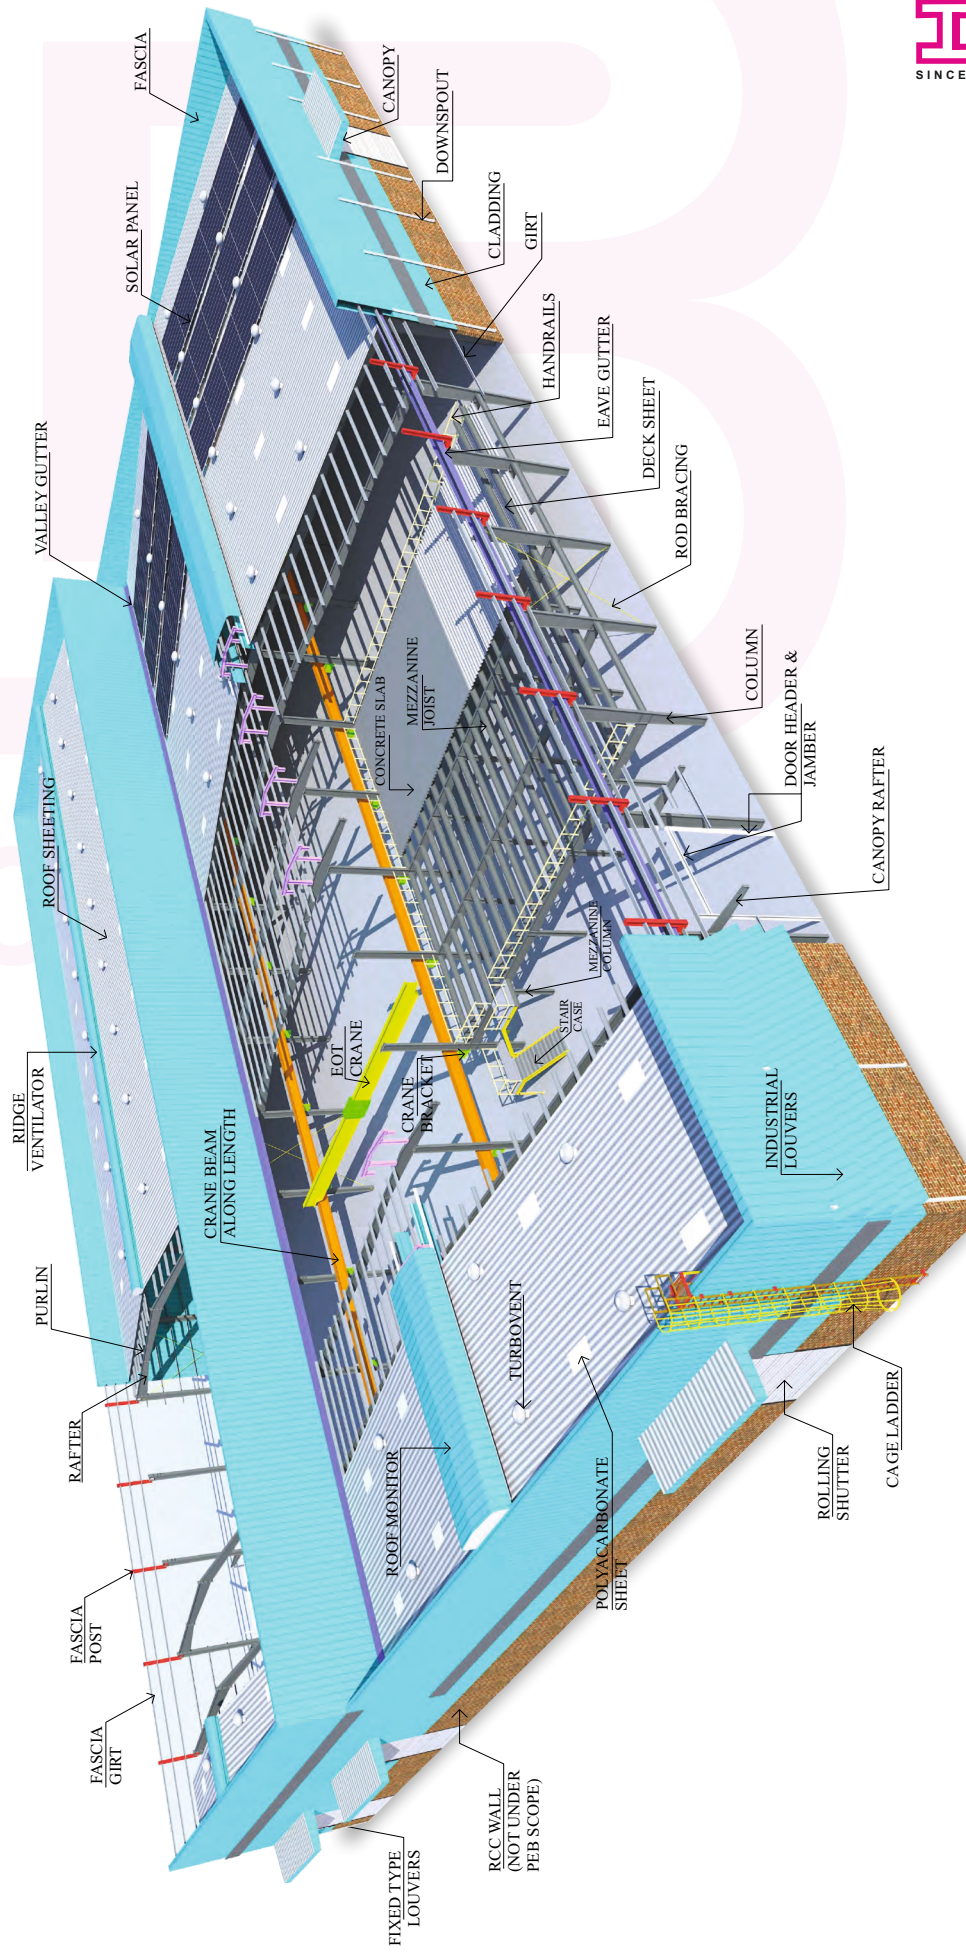 SINCE
FASCIA
SOLAR PANEL
VALLEY GUTTER
ROOF SHEETING
RIDGE
VENTILATOR
PURLIN
RAFTER
FASCIA
POST
FASCIA
GIRT
CANOPY
DOWNSPOUT
CLADDING
GIRT
HANDRAILS
EAVE GUTTER
DECK SHEET
ROD BRACING
COLUMN
DOOR HEADER &
JAMBER
CANOPY RAFTER
CONCRETE SLAB
MEZZANINE
JOIST
MEZZANINE
COLUMN
STAIR
CASE
EOT
CRANE
CRANE
BRACKET
CRANE BEAM
ALONG LENGTH
INDUSTRIAL
LOUVERS
TURBOVENT
ROOF MONITOR
POLYACARBONATE
SHEET
CAGE LADDER
ROLLING
SHUTTER
RCC WALL
(NOT UNDER
PEB SCOPE)
FIXED TYPE
LOUVERS